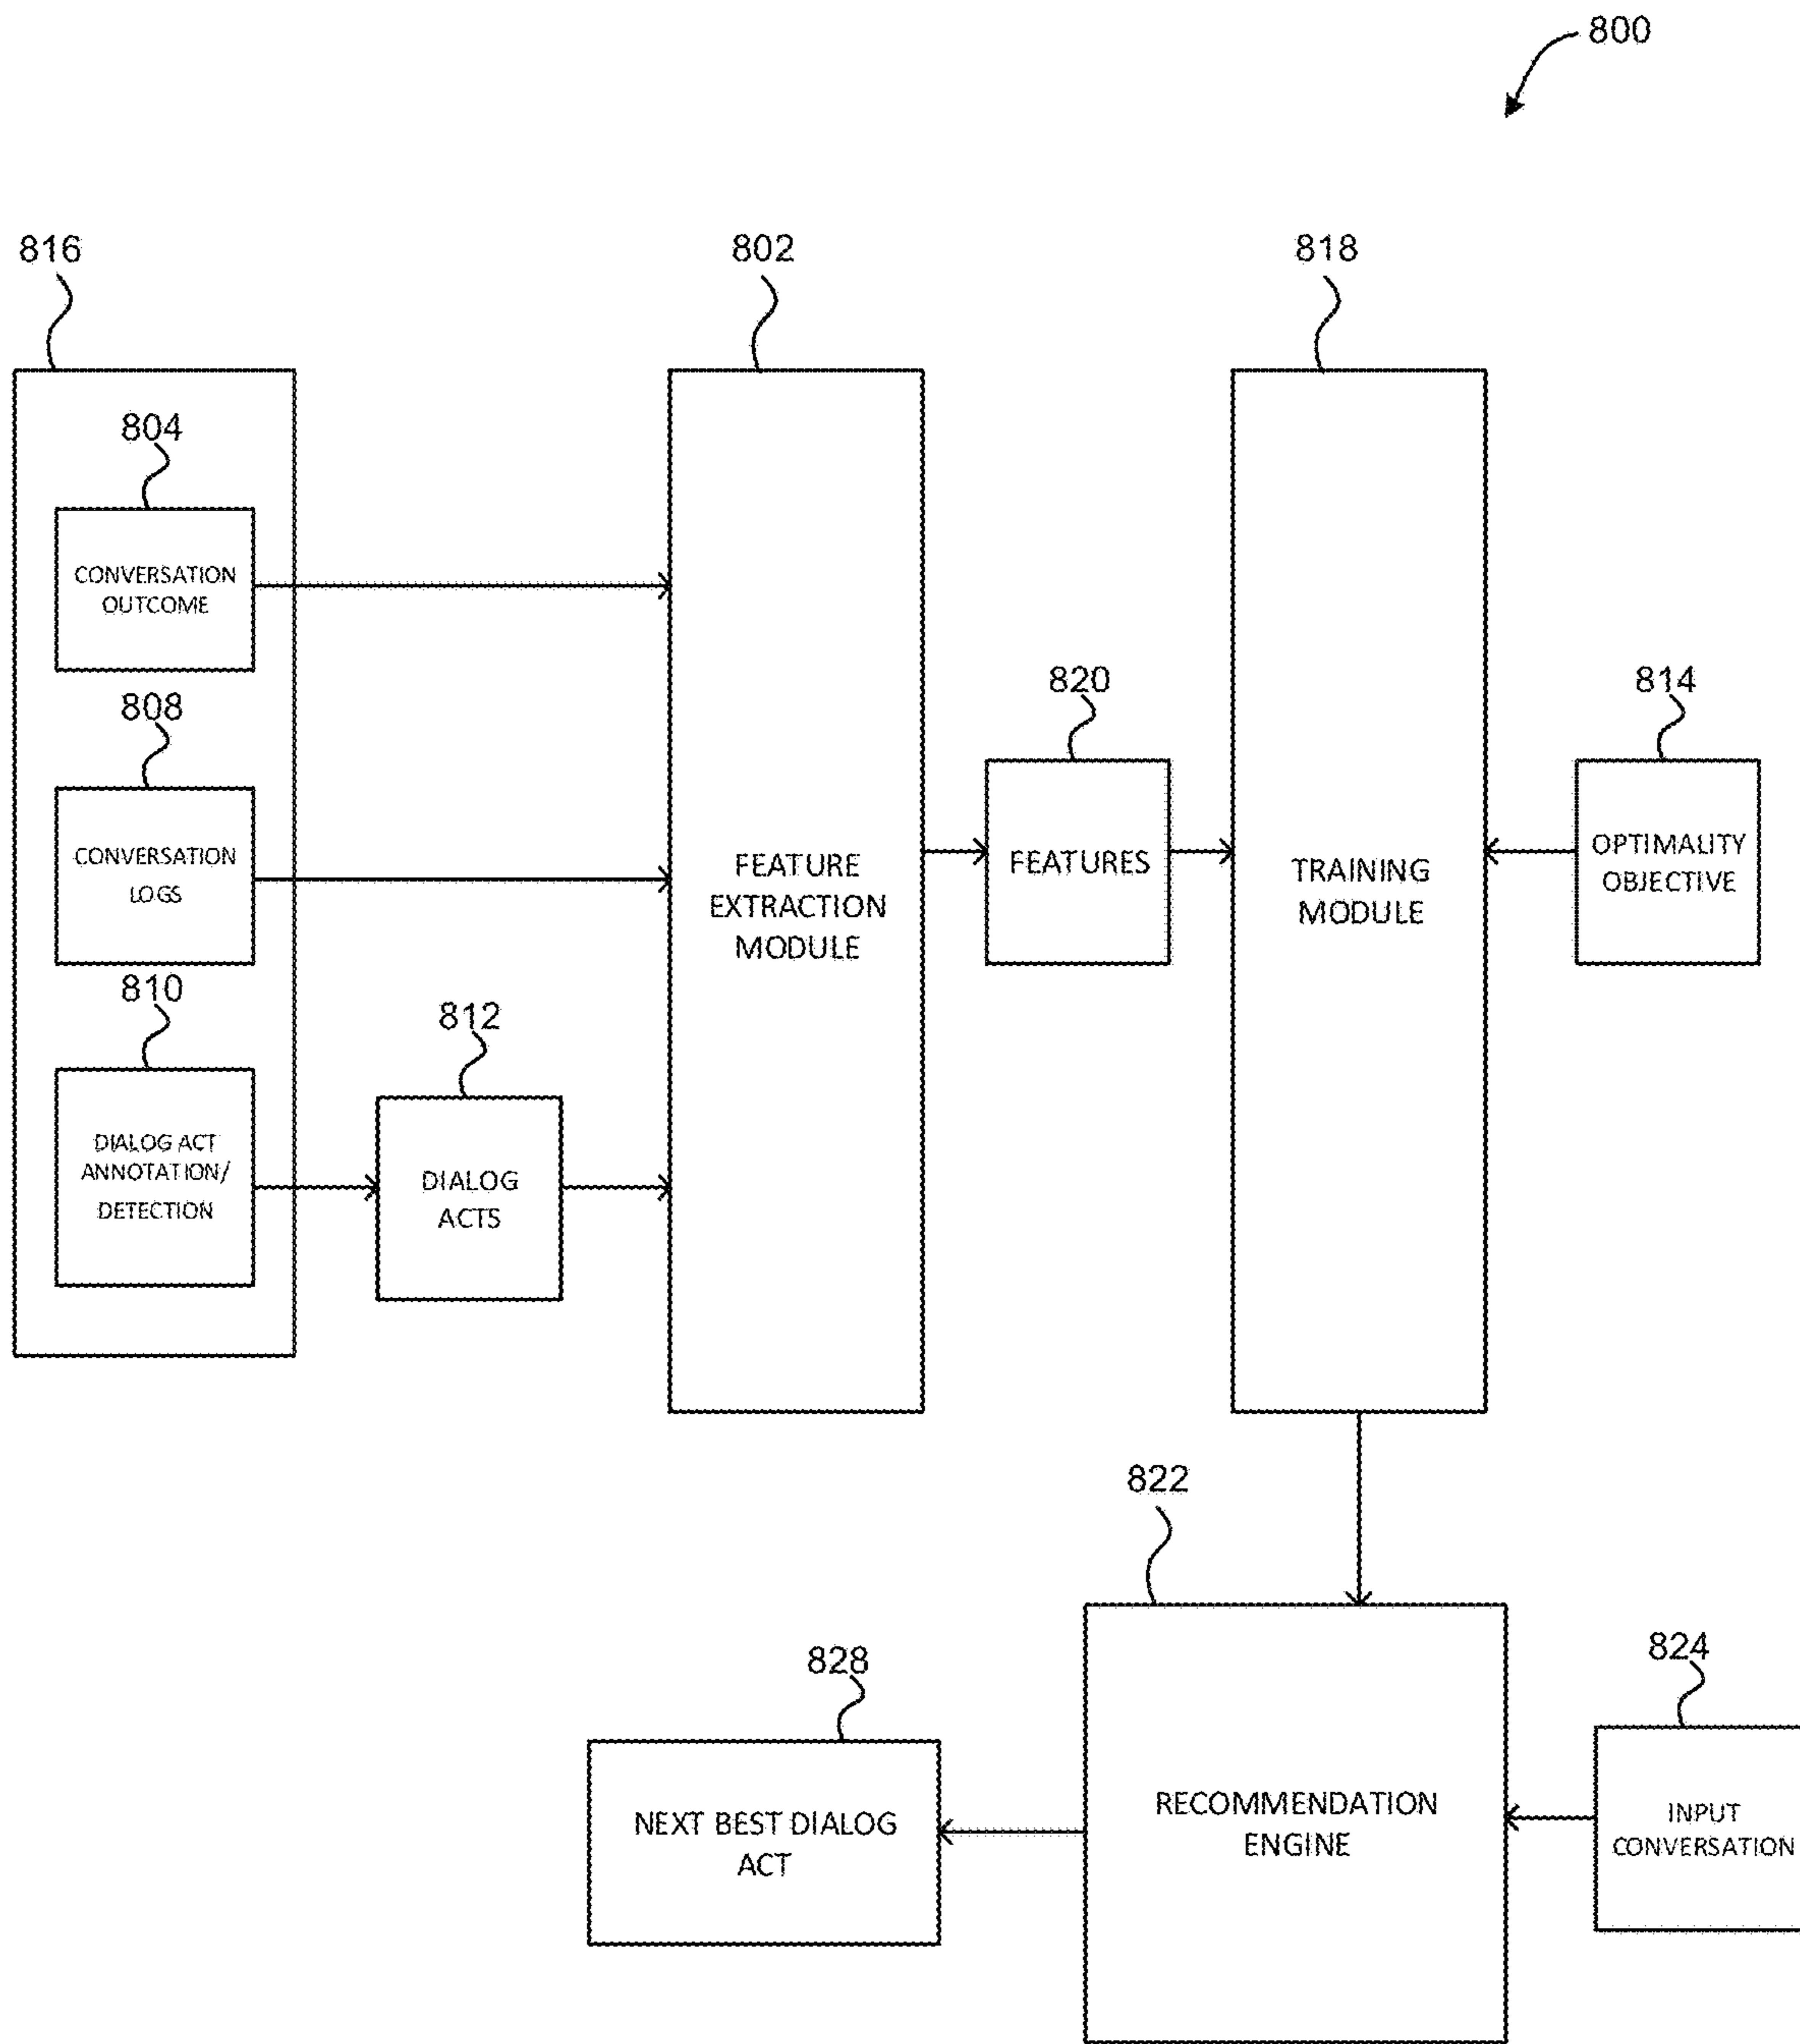 800
816
802
818
804
CONVERSATION
OUTCOME
808
CONVERSATION
LOGS
810
DIALOG ACT
ANNOTATION/
DETECTION
812
DIALOG
ACTS
FEATURE
EXTRACTION
MODULE
820
FEATURES
TRAINING
MODULE
814
OPTIMALITY
OBJECTIVE
822
828
NEXT BEST DIALOG
ACT
RECOMMENDATION
ENGINE
824
INPUT
CONVERSATION